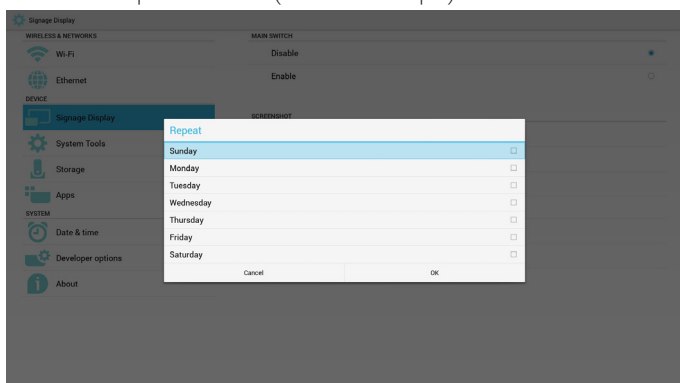 Signage Display
WIRELESS & NETWORKS
Wi-Fi
Ethernet
DEVICE
Signage Display
System Tools
Storage
Apps
SYSTEM
Date & time
Developer options
About
MAIN SWITCH
Disable
Enable
SCREENSHOT
Repeat
Sunday
Monday
Tuesday
Wednesday
Thursday
Friday
Saturday
Cancel OK